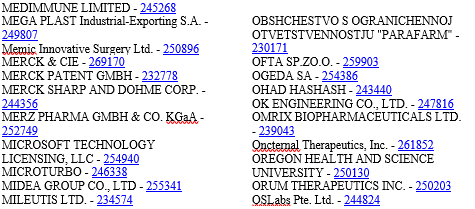 MEDIMMUNE LIMITED - 245268
MEGA PLAST Industrial-Exporting S.A. -
249807
Memic Innovative Surgery Ltd. - 250896
MERCK & CIE - 269170
MERCK PATENT GMBH - 232778
MERCK SHARP AND DOHME CORP. -
244356
MERZ PHARMA GMBH & CO. KGaA -
252749
MICROSOFT TECHNOLOGY
LICENSING, LLC - 254940
MICROTURBO - 246338
MIDEA GROUP CO., LTD - 255341
MILEUTIS LTD. - 234574
OBSHCHESTVO S OGRANICHENNOJ
OTVETSTVENNOSTJU "PARAFARM" -
230171
OFTA SP.ZO.O. - 259903
OGEDA SA - 254386
OHAD HASHASH - 243440
OK ENGINEERING CO., LTD. - 247816
OMRIX BIOPHARMACEUTICALS LTD.
- 239043
Oncternal Therapeutics, Inc. - 261852
OREGON HEALTH AND SCIENCE
UNIVERSITY - 250130
ORUM THERAPEUTICS INC. - 250203
OSLabs Pte. Ltd. - 244824